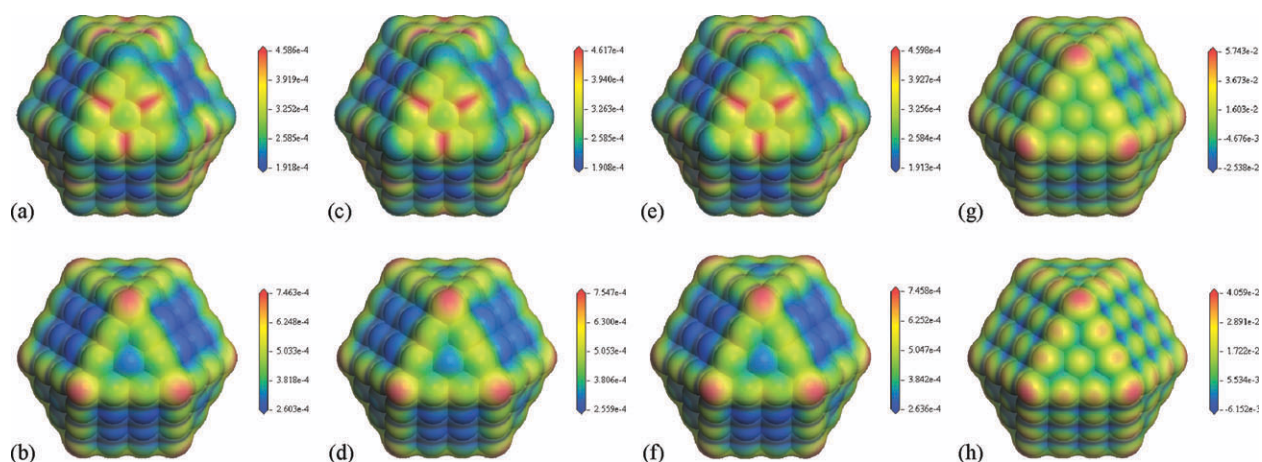 4.586e-4
3.919e-4
3.252e-4
2.585e-4
1.918e-4
(a)
4.617e-4
3.940e-4
3.263e-4
2.585e-4
1.908e-4
(c)
4.598e-4
3.927e-4
3.256e-4
2.584e-4
1.913e-4
(e)
5.743e-2
3.673e-2
1.603e-2
-4.676e-3
-2.538e-2
(g)
7.463e-4
6.248e-4
5.033e-4
3.818e-4
2.603e-4
(b)
7.547e-4
6.300e-4
5.053e-4
3.806e-4
2.559e-4
(d)
7.458e-4
6.252e-4
5.047e-4
3.842e-4
2.636e-4
(f)
4.059e-2
2.891e-2
1.722e-2
5.534e-3
-6.152e-3
(h)